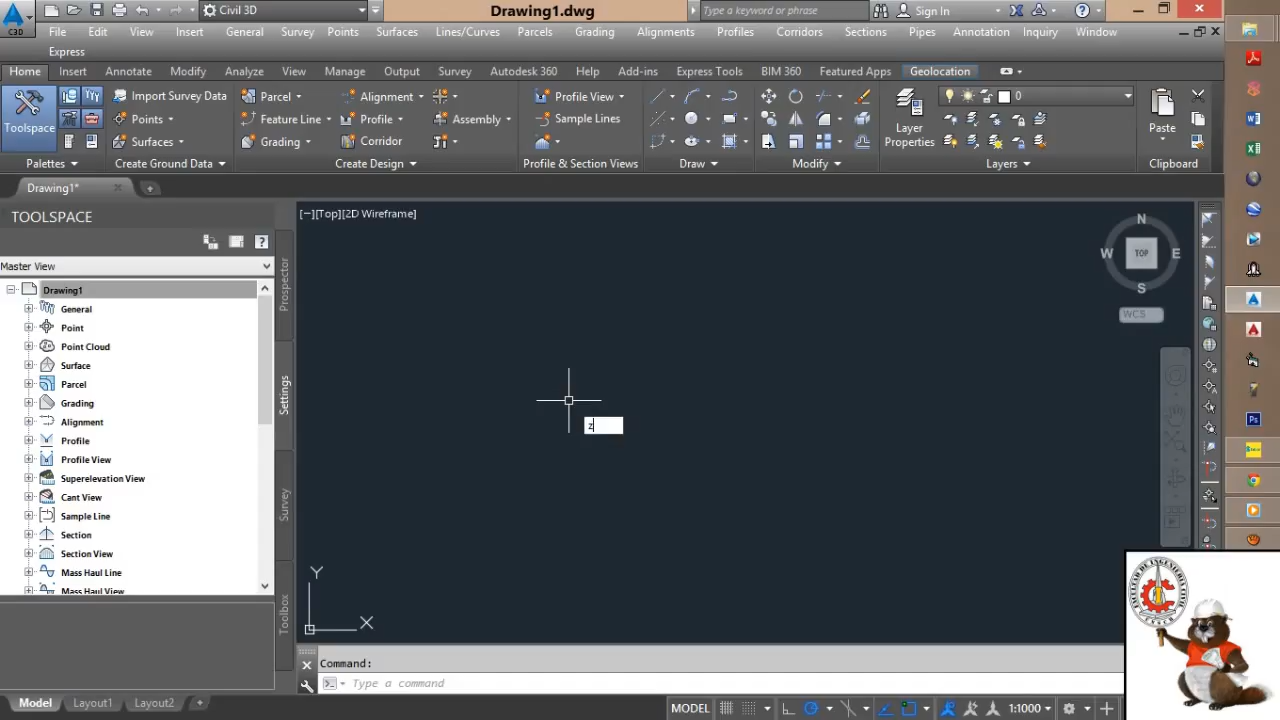 Civil 3D
Drawing1.dwg
Type a keyword or phrase
Sign In
C3D
File Edit View Insert General Survey Points Surfaces Lines/Curves Parcels Grading Alignments Profiles Corridors Sections Pipes Annotation Inquiry Window
Express
Home Insert Annotate Modify Analyze View Manage Output Survey Autodesk 360 Help Add-ins Express Tools BIM 360 Featured Apps Geolocation
Toolspace
Import Survey Data
Points
Surfaces
Parcel
Feature Line
Grading
Alignment
Profile
Corridor
Assembly
Profile View
Sample Lines
Layer
Properties
0
Paste
Palettes
Create Ground Data
Create Design
Profile & Section Views
Draw
Modify
Layers
Clipboard
Drawing1*
TOOLSPACE
Master View
Drawing1
General
Point
Point Cloud
Surface
Parcel
Grading
Alignment
Profile
Profile View
Superelevation View
Cant View
Sample Line
Section
Section View
Mass Haul Line
Mass Haul View
Prospector
Settings
Survey
Toolbox
[−][Top][2D Wireframe]
N
W
TOP
E
S
WCS
z
Y
X
Command:
Type a command
Model Layout1 Layout2
MODEL
1:1000